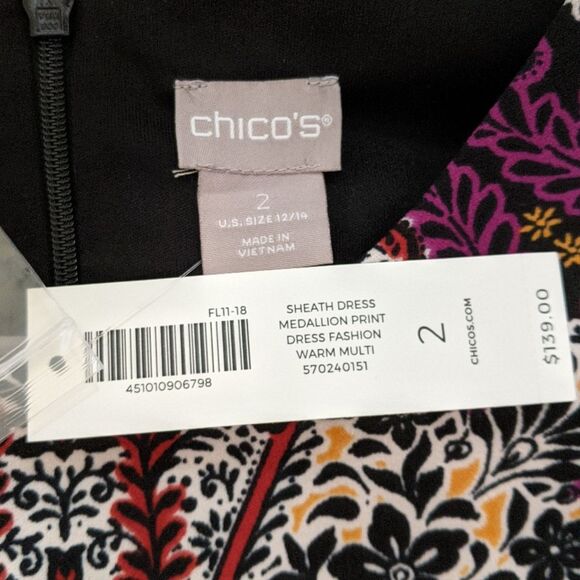 chico's®
2
U.S. SIZE 12/14
MADE IN
VIETNAM
FL11-18
451010906798
SHEATH DRESS
MEDALLION PRINT
DRESS FASHION
WARM MULTI
570240151
2
CHICOS.COM
$139.00